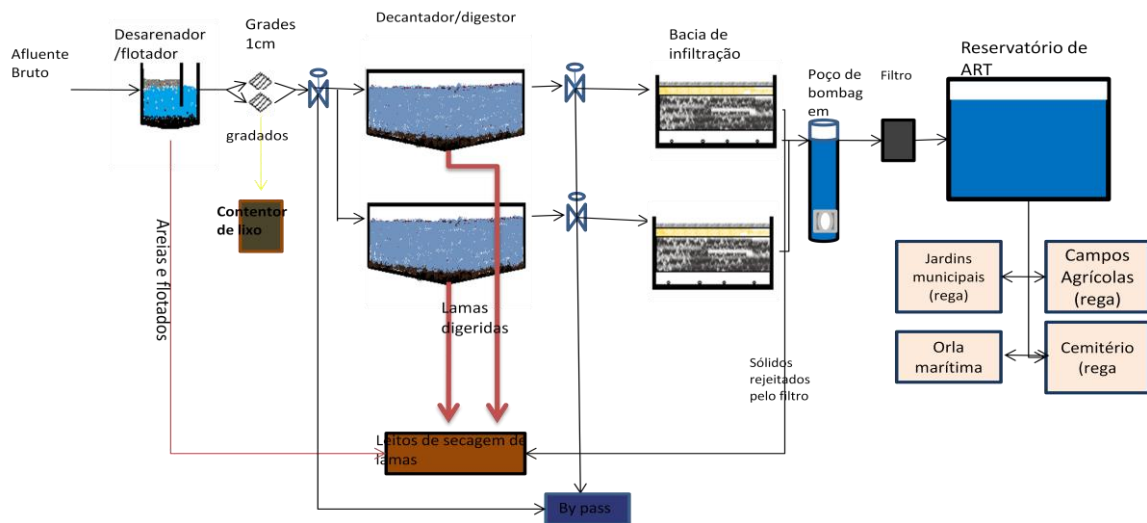 Afluente
Bruto
Desarenador
/flotador
Grades
1cm
gradados
Contentor
de lixo
Areias e flotados
Decantador/digestor
Lamas
digeridas
Leitos de secagem de
lamas
By pass
Bacia de
infiltração
Sólidos
rejeitados
pelo filtro
Poço de
bombag
em
Filtro
Reservatório de
ART
Jardins
municipais
(rega)
Campos
Agrícolas
(rega)
Orla
marítima
Cemitério
(rega